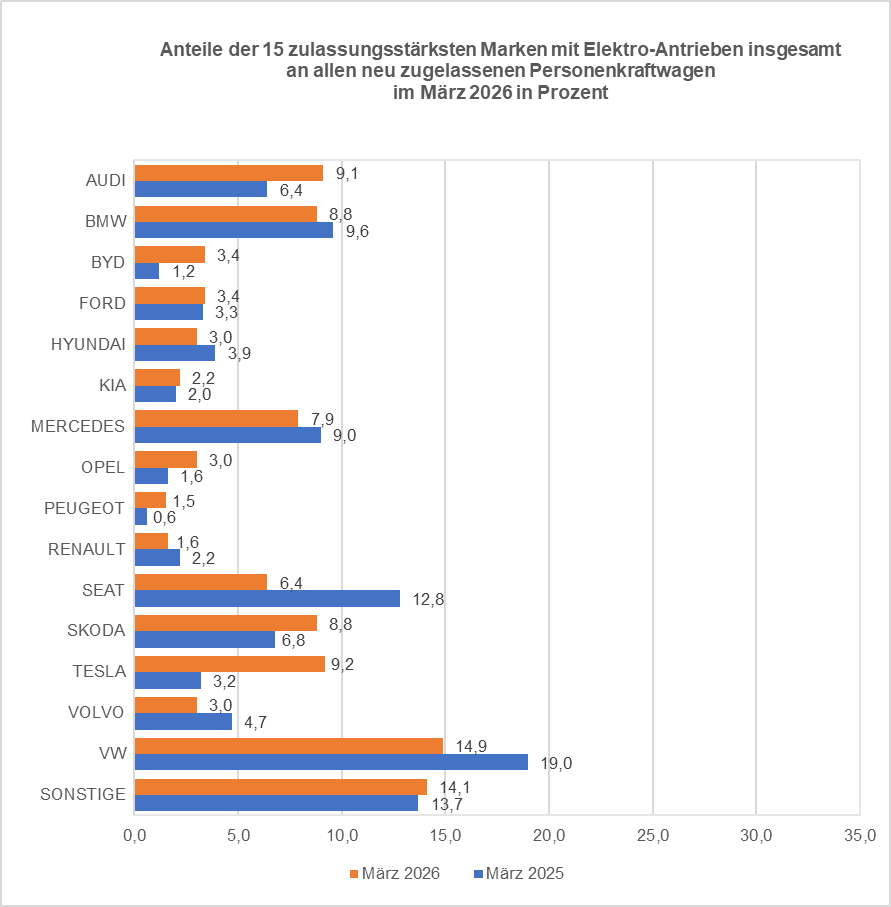 Anteile der 15 zulassungsstärksten Marken mit Elektro-Antrieben insgesamt
an allen neu zugelassenen Personenkraftwagen
im März 2026 in Prozent
AUDI 9,1
6,4
BMW 8,8
9,6
BYD 3,4
1,2
FORD 3,4
3,3
HYUNDAI 3,0
3,9
KIA 2,2
2,0
MERCEDES 7,9
9,0
OPEL 3,0
1,6
PEUGEOT 1,5
0,6
RENAULT 1,6
2,2
SEAT 6,4
12,8
SKODA 8,8
6,8
TESLA 9,2
3,2
VOLVO 3,0
4,7
VW 14,9
19,0
SONSTIGE 14,1
13,7
0,0 5,0 10,0 15,0 20,0 25,0 30,0 35,0
März 2026 März 2025